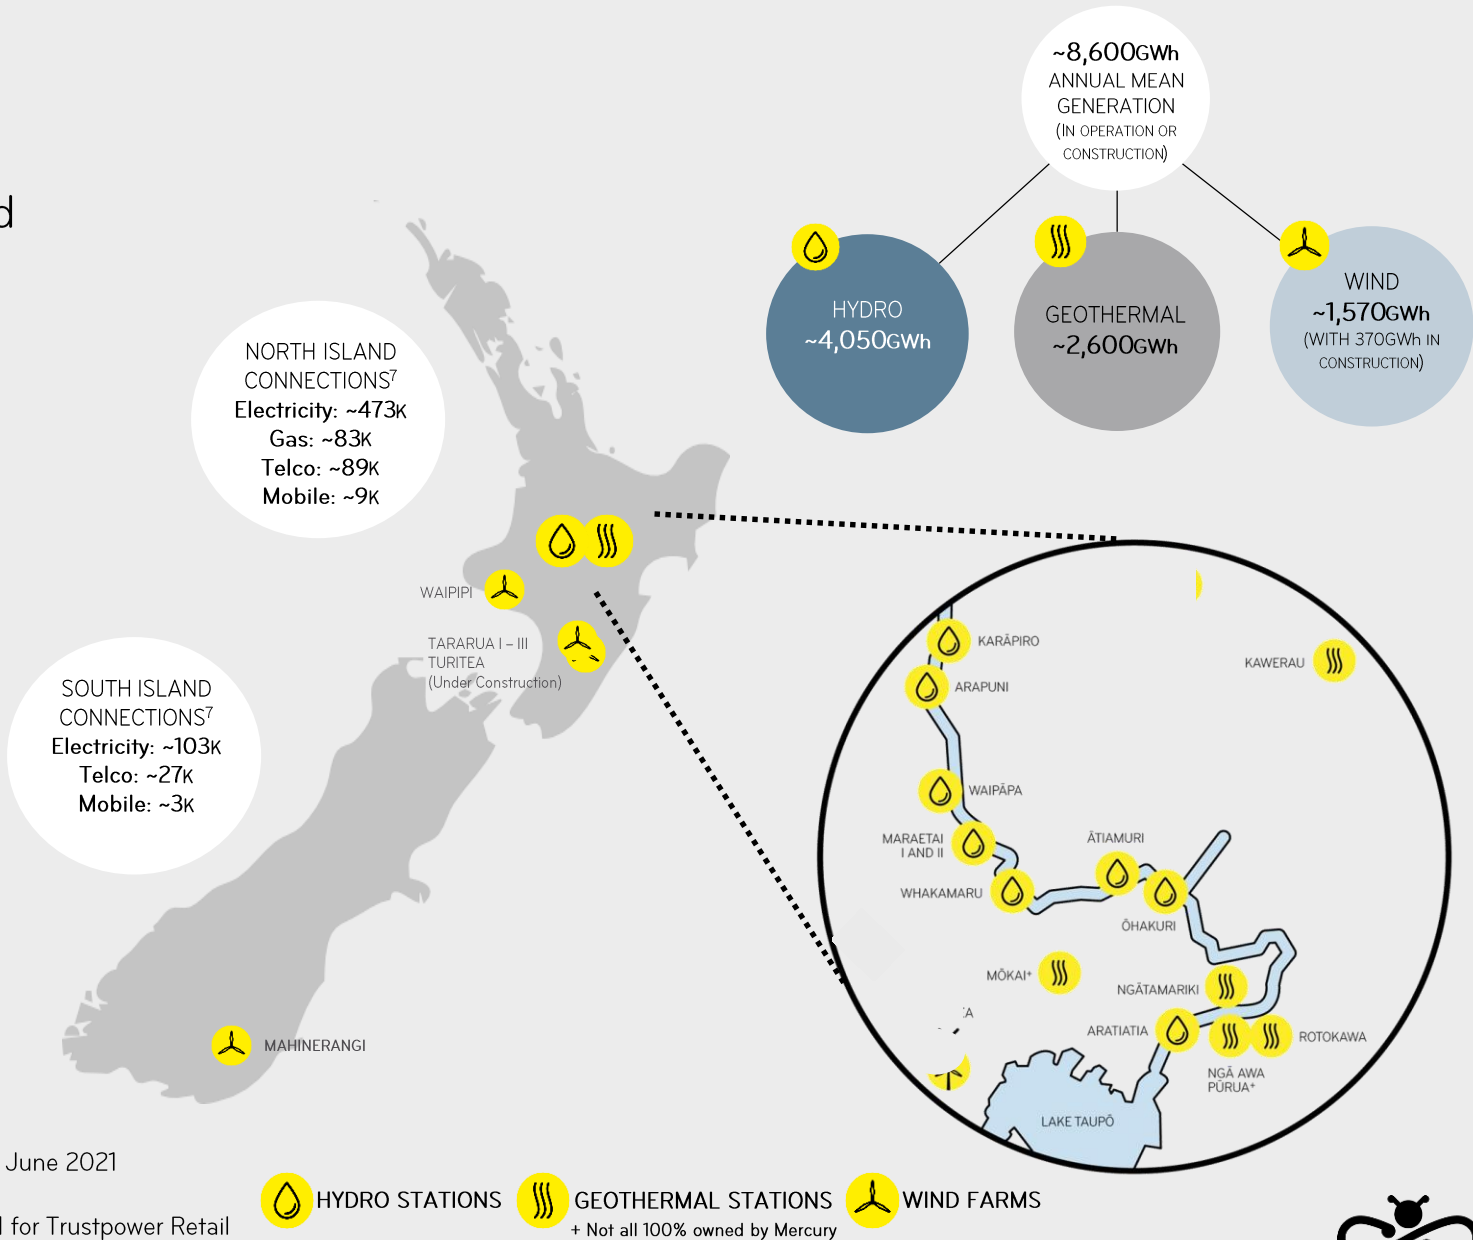 ~8,600GWh
ANNUAL MEAN
GENERATION
(IN OPERATION OR
CONSTRUCTION)
d
HYDRO
~4,050GWh
GEOTHERMAL
~2,600GWh
WIND
~1,570GWh
(WITH 370GWh IN
CONSTRUCTION)
NORTH ISLAND
CONNECTIONS⁷
Electricity: ~473K
Gas: ~83K
Telco: ~89K
Mobile: ~9K
WAIPIPI
TARARUA I – III
TURITEA
(Under Construction)
SOUTH ISLAND
CONNECTIONS⁷
Electricity: ~103K
Telco: ~27K
Mobile: ~3K
MAHINERANGI
KARĀPIRO
KAWERAU
ARAPUNI
WAIPĀPA
MARAETAI
I AND II
ĀTIAMURI
WHAKAMARU
ŌHAKURI
MŌKAI⁺
NGĀTAMARIKI
ARATIATIA
ROTOKAWA
NGĀ AWA
PŪRUA⁺
LAKE TAUPŌ
June 2021
for Trustpower Retail
HYDRO STATIONS
GEOTHERMAL STATIONS
+ Not all 100% owned by Mercury
WIND FARMS